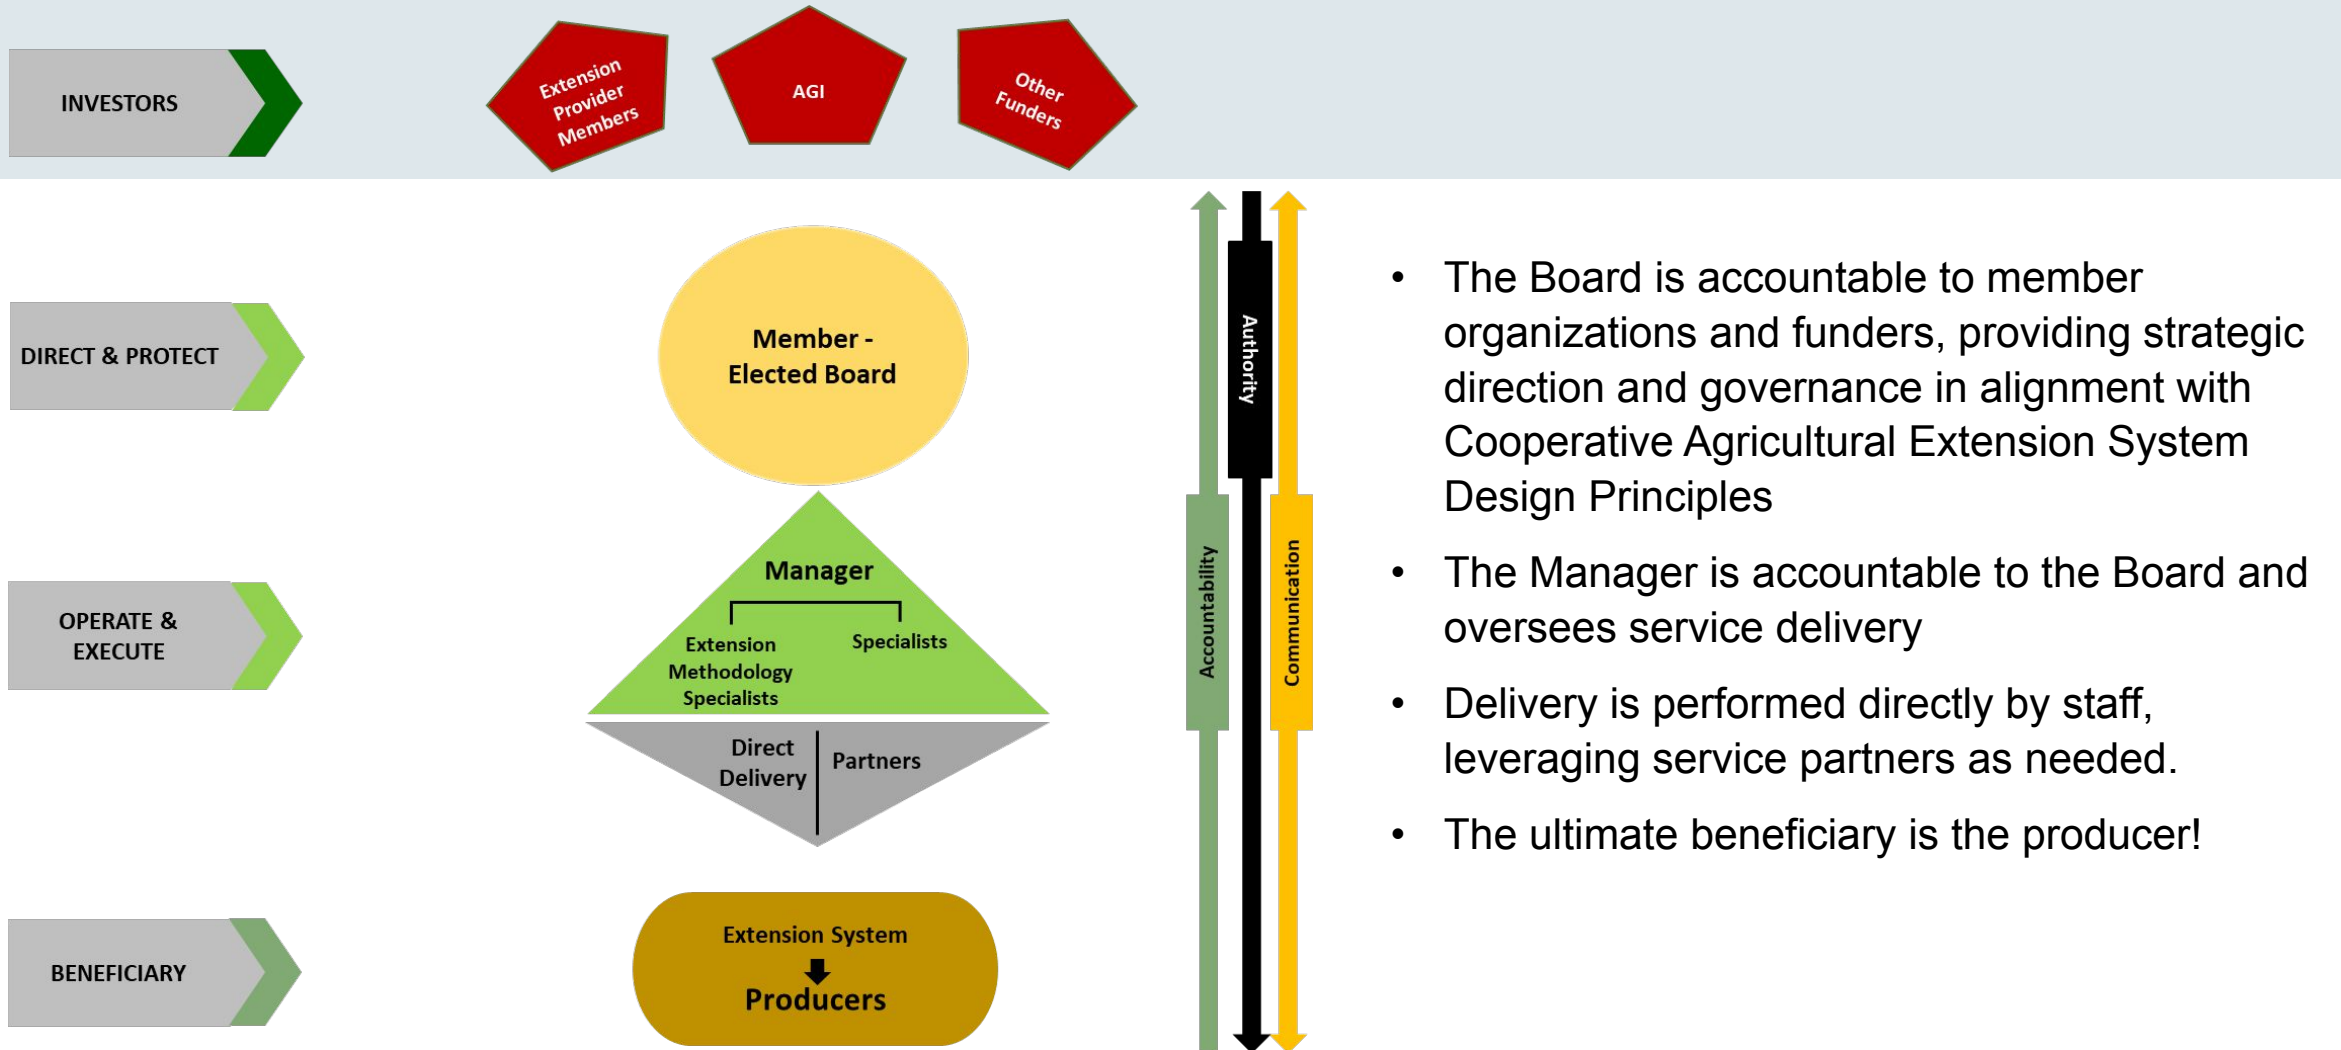 INVESTORS
Extension
Provider
Members
AGI
Other
Funders
DIRECT & PROTECT
Member -
Elected Board
OPERATE &
EXECUTE
Manager
Extension
Methodology
Specialists
Specialists
Direct
Delivery
Partners
BENEFICIARY
Extension System
Producers
Accountability
Authority
Communication
• The Board is accountable to member
organizations and funders, providing strategic
direction and governance in alignment with
Cooperative Agricultural Extension System
Design Principles
• The Manager is accountable to the Board and
oversees service delivery
• Delivery is performed directly by staff,
leveraging service partners as needed.
• The ultimate beneficiary is the producer!